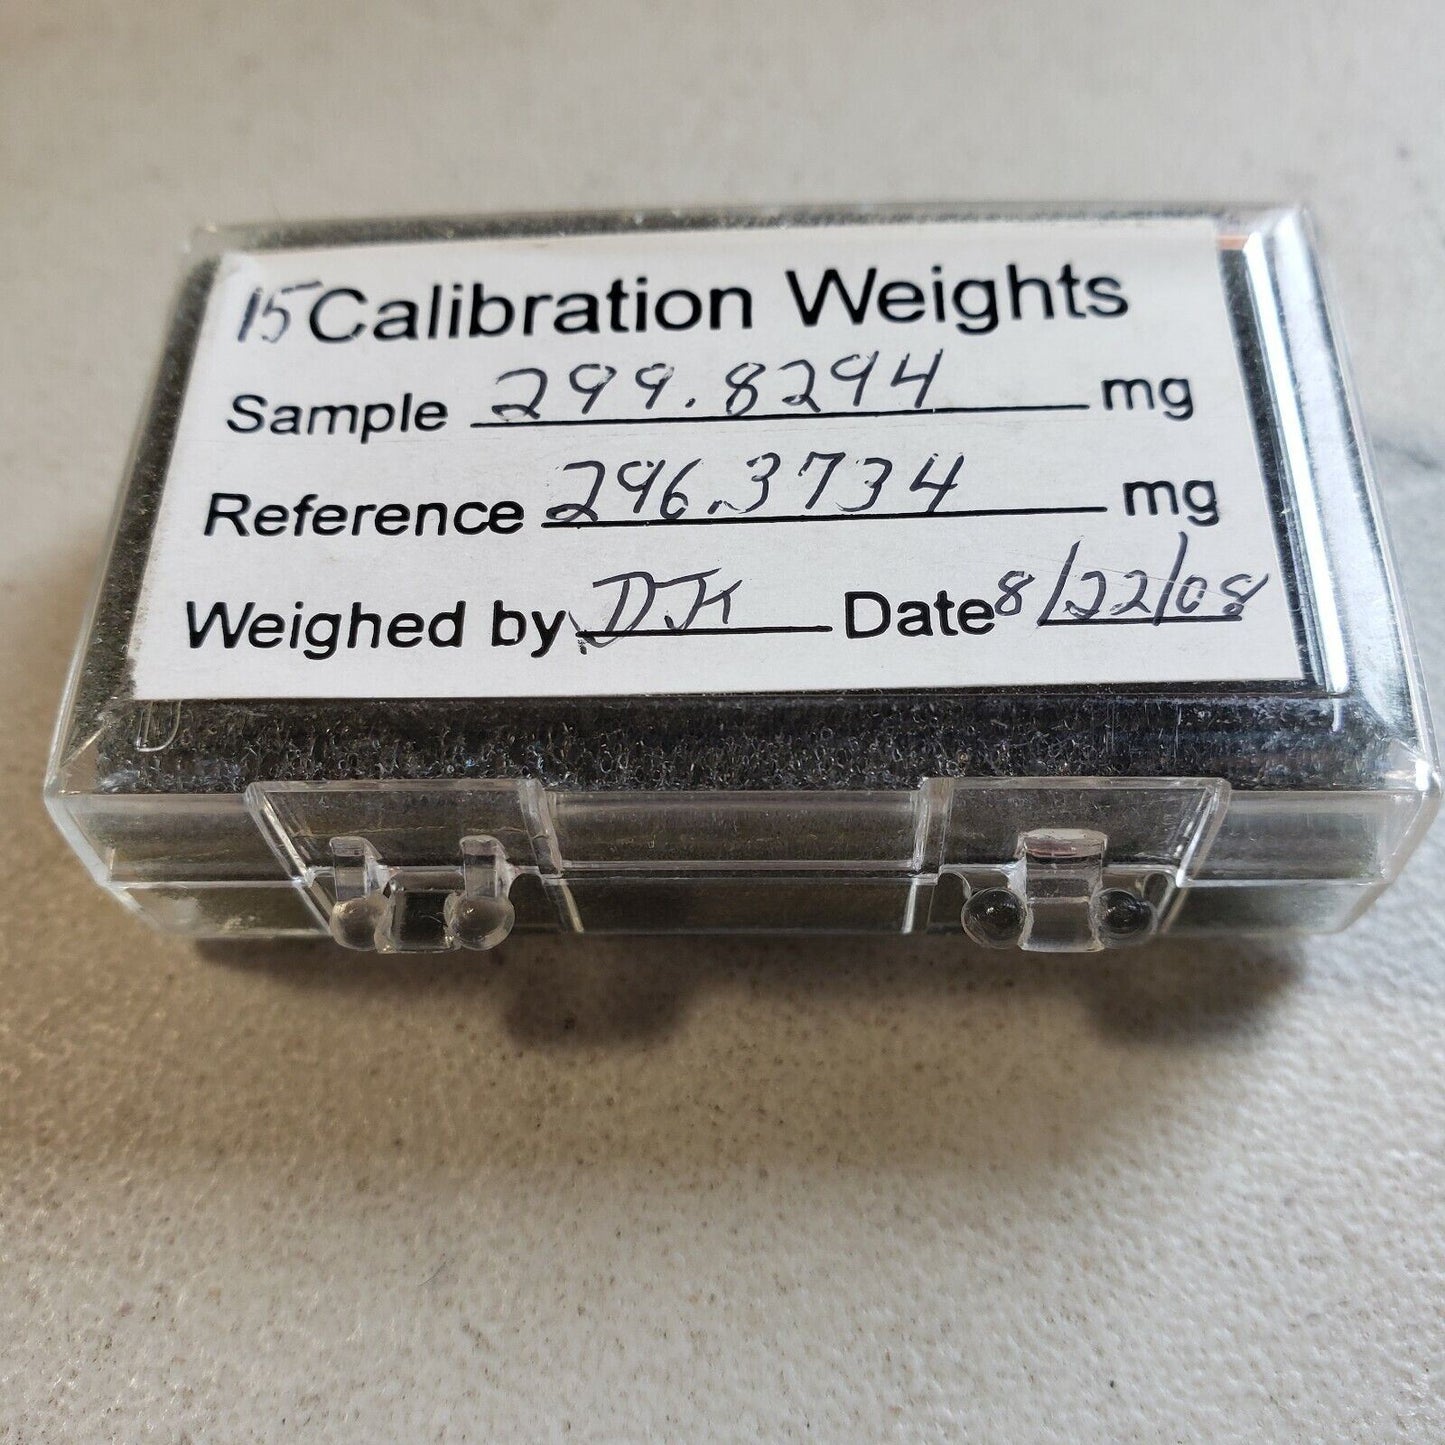 15 Calibration Weights
Sample 299.8294 mg
Reference 296.3734 mg
Weighed by DJK Date 8/22/08